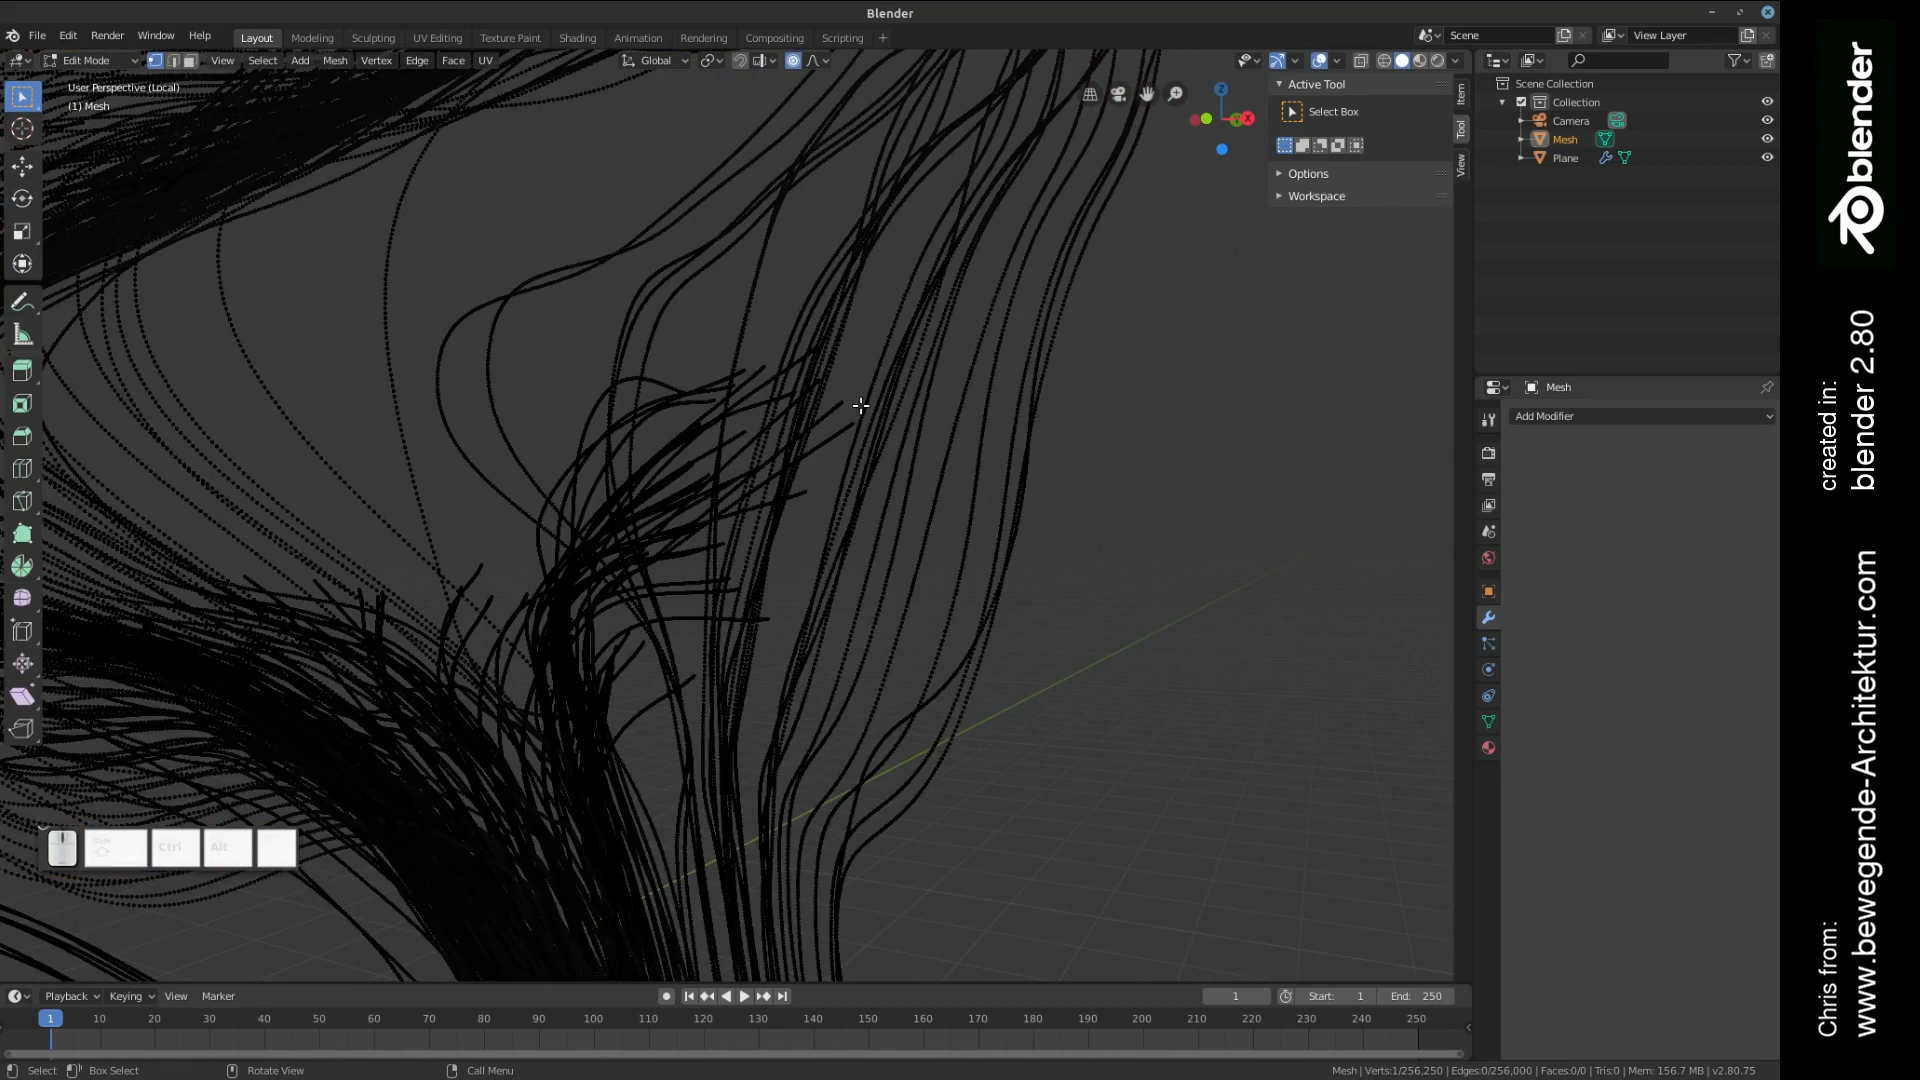 Blender
File Edit Render Window Help Layout Modeling Sculpting UV Editing Texture Paint Shading Animation Rendering Compositing Scripting + Scene View Layer
Edit Mode View Select Add Mesh Vertex Edge Face UV Global
User Perspective (Local)
(1) Mesh
Z
X
Active Tool
Select Box
Options
Workspace
Item
Tool
View
Scene Collection
Collection
Camera
Mesh
Plane
Mesh
Add Modifier
Shift Ctrl Alt
Playback Keying View Marker 1 Start: 1 End: 250
1 10 20 30 40 50 60 70 80 90 100 110 120 130 140 150 160 170 180 190 200 210 220 230 240 250
Select Box Select Rotate View Call Menu Mesh | Verts:1/256,250 | Edges:0/256,000 | Faces:0/0 | Tris:0 | Mem: 156.7 MB | v2.80.75
blender
created in:
blender 2.80
Chris from:
www.bewegende-Architektur.com